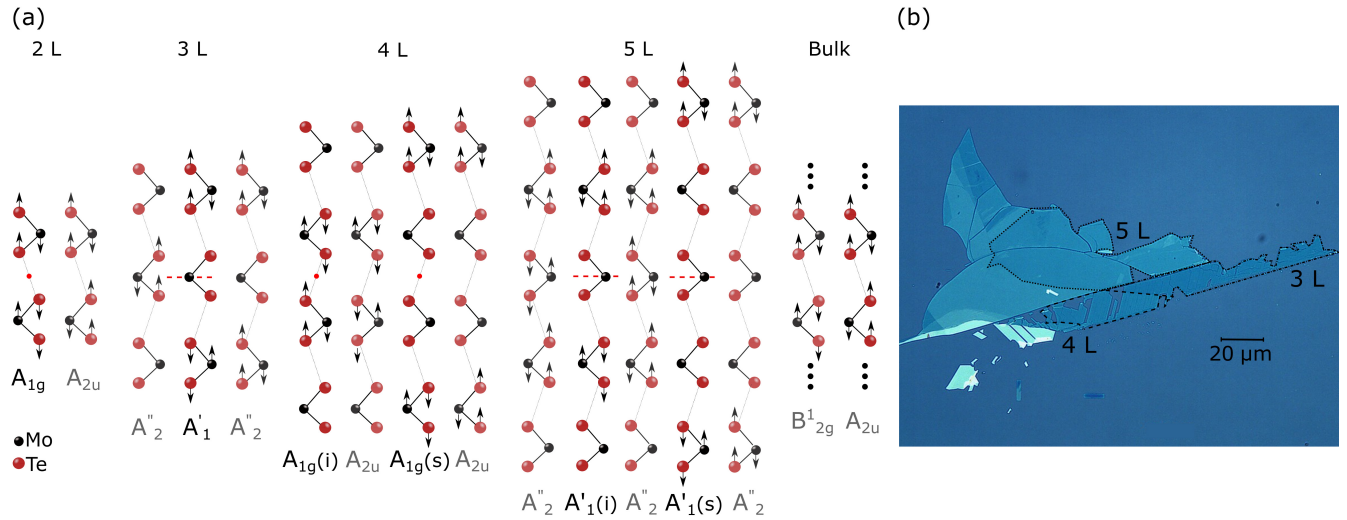 (a)
2 L 3 L 4 L 5 L Bulk
A1g A2u
A"2 A'1 A"2
A1g(i) A2u A1g(s) A2u
A"2 A'1(i) A"2 A'1(s) A"2
B12g A2u
Mo
Te
(b)
5 L
3 L
4 L
20 µm